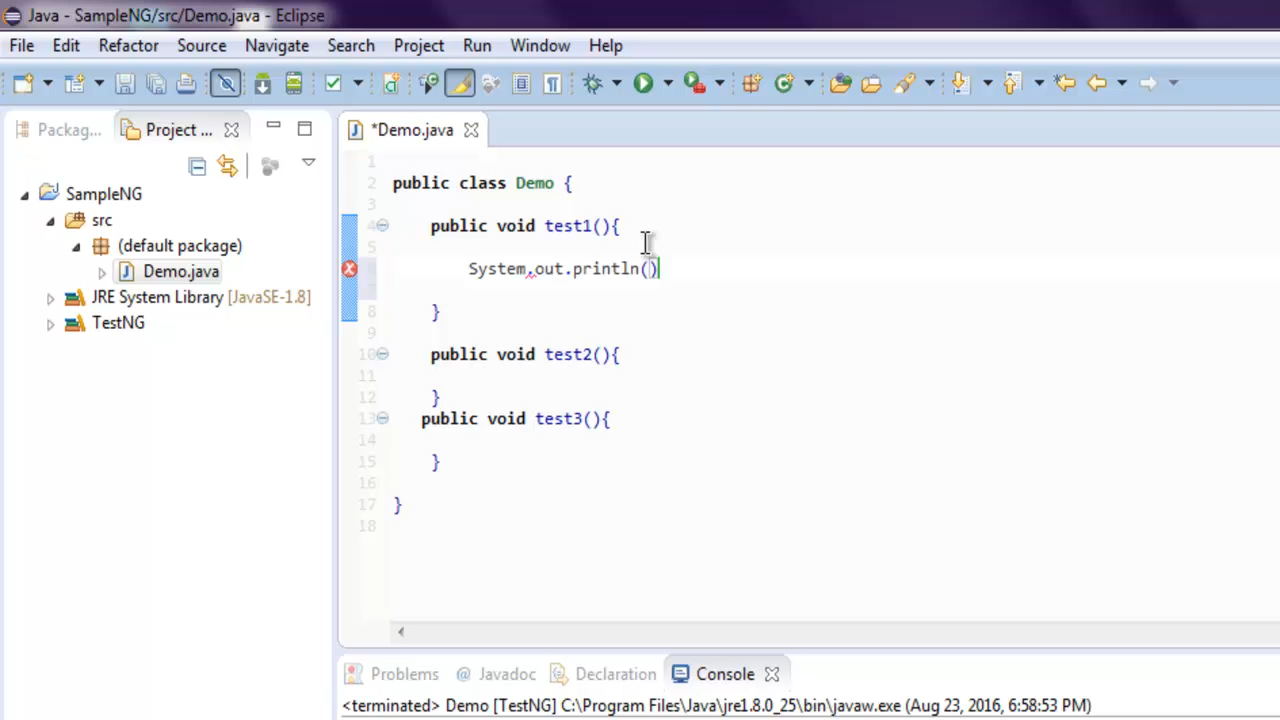 Java - SampleNG/src/Demo.java - Eclipse
File Edit Refactor Source Navigate Search Project Run Window Help
Packag... Project ... *Demo.java
SampleNG
src
(default package)
Demo.java
JRE System Library [JavaSE-1.8]
TestNG
1
2 public class Demo {
3
4 public void test1(){
5
System.out.println()
8 }
9
10 public void test2(){
11
12 }
13 public void test3(){
14
15 }
16
17 }
18
Problems @ Javadoc Declaration Console
<terminated> Demo [TestNG] C:\Program Files\Java\jre1.8.0_25\bin\javaw.exe (Aug 23, 2016, 6:58:53 PM)